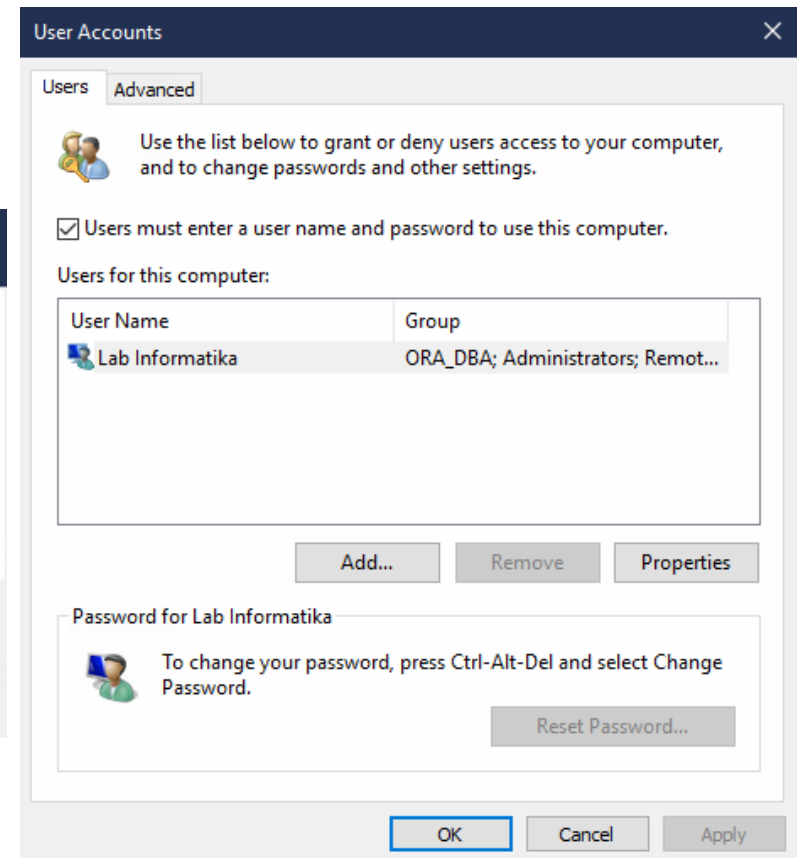 User Accounts
Users
Advanced
Use the list below to grant or deny users access to your computer,
and to change passwords and other settings.
Users must enter a user name and password to use this computer.
Users for this computer:
User Name
Group
Lab Informatika
ORA_DBA; Administrators; Remot...
Add...
Remove
Properties
Password for Lab Informatika
To change your password, press Ctrl-Alt-Del and select Change
Password.
Reset Password...
OK
Cancel
Apply